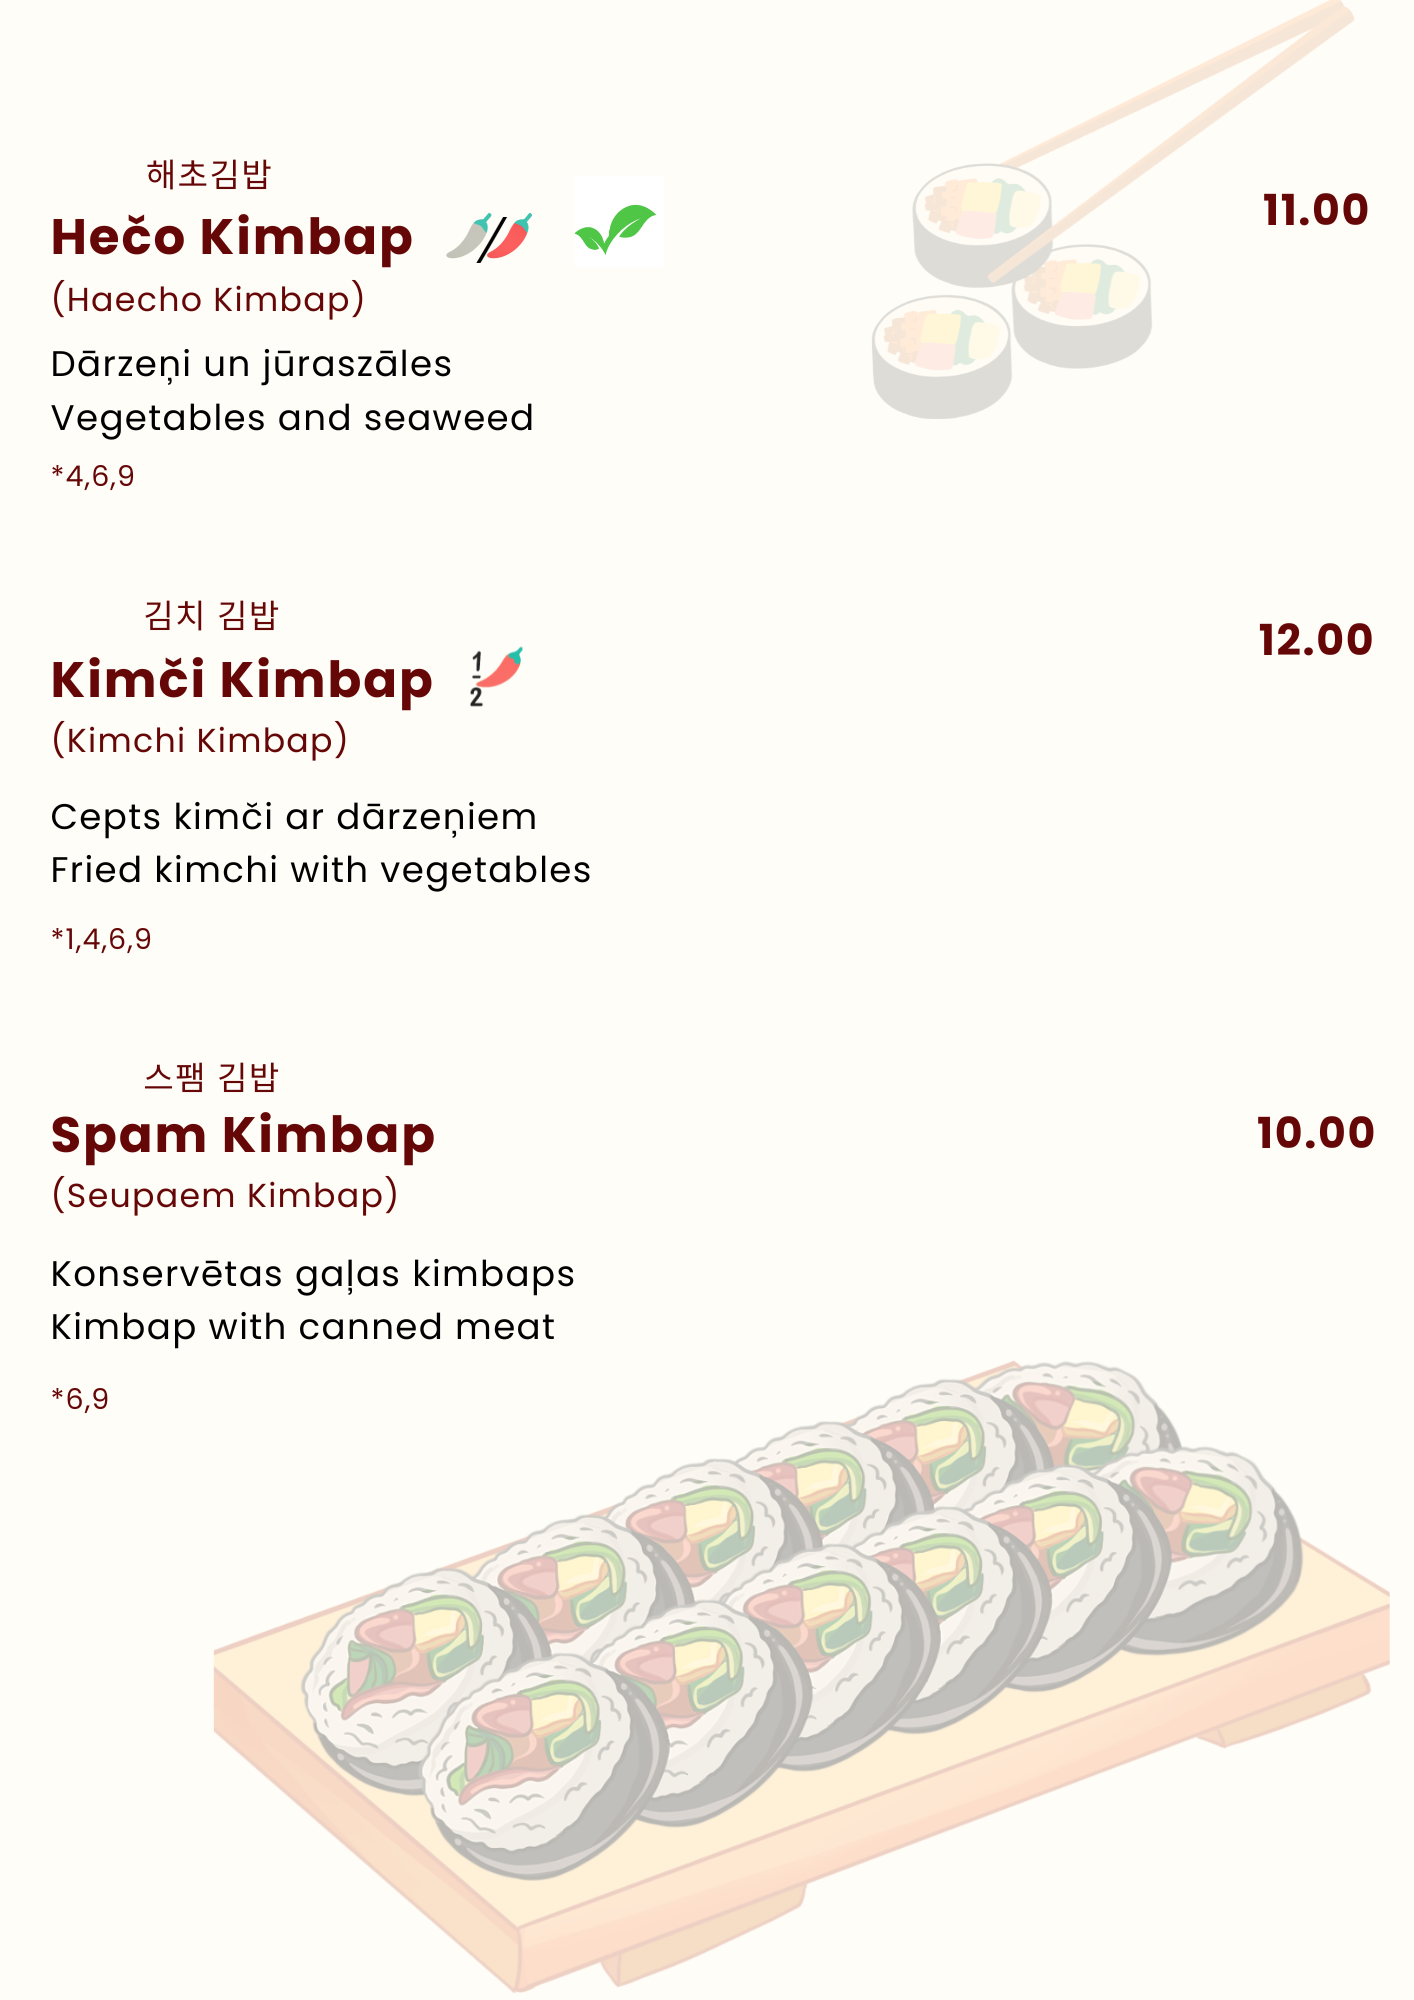 해초김밥
Hečo Kimbap
11.00
(Haecho Kimbap)
Dārzeņi un jūraszāles
Vegetables and seaweed
*4,6,9
김치 김밥
Kimči Kimbap
1/2
12.00
(Kimchi Kimbap)
Cepts kimči ar dārzeņiem
Fried kimchi with vegetables
*1,4,6,9
스팸 김밥
Spam Kimbap
10.00
(Seupaem Kimbap)
Konservētas gaļas kimbaps
Kimbap with canned meat
*6,9